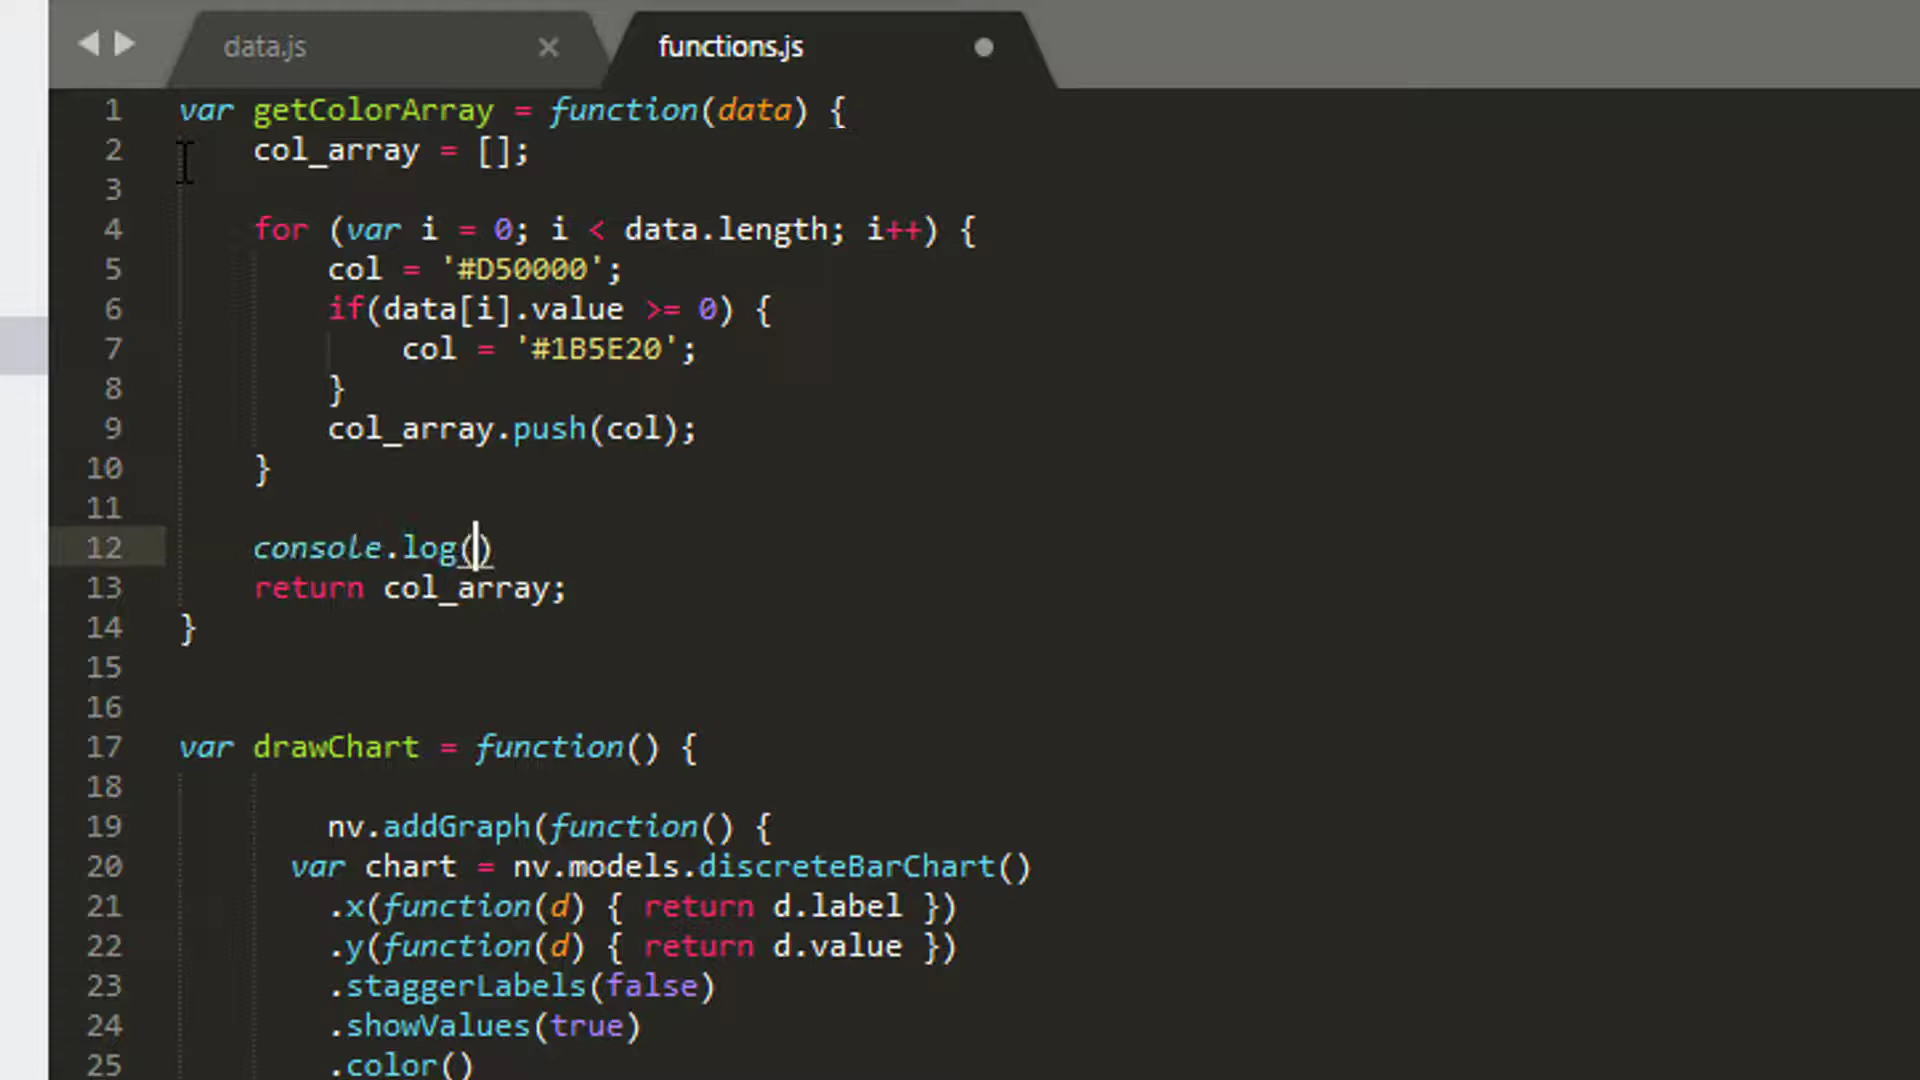 data.js × functions.js
1 var getColorArray = function(data) {
2 col_array = [];
3
4 for (var i = 0; i < data.length; i++) {
5 col = '#D50000';
6 if(data[i].value >= 0) {
7 col = '#1B5E20';
8 }
9 col_array.push(col);
10 }
11
12 console.log()
13 return col_array;
14 }
15
16
17 var drawChart = function() {
18
19 nv.addGraph(function() {
20 var chart = nv.models.discreteBarChart()
21 .x(function(d) { return d.label })
22 .y(function(d) { return d.value })
23 .staggerLabels(false)
24 .showValues(true)
25 .color()